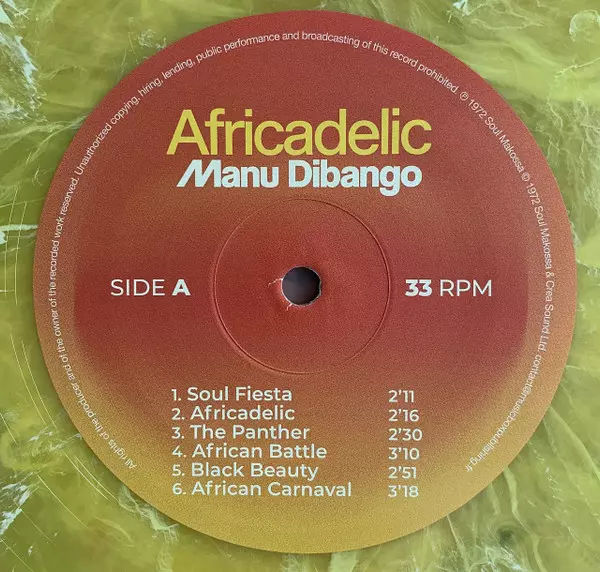 All rights of the producer and of the owner of the recorded work reserved. Unauthorized copying, hiring, lending, public performance and broadcasting of this record prohibited. ℗ 1972 Soul Makossa © 1972 Soul Makossa & Crea Sound Ltd. contact@musicboxpublishing.fr
Africadelic
Manu Dibango
SIDE A
33 RPM
1. Soul Fiesta 2'11
2. Africadelic 2'16
3. The Panther 2'30
4. African Battle 3'10
5. Black Beauty 2'51
6. African Carnaval 3'18